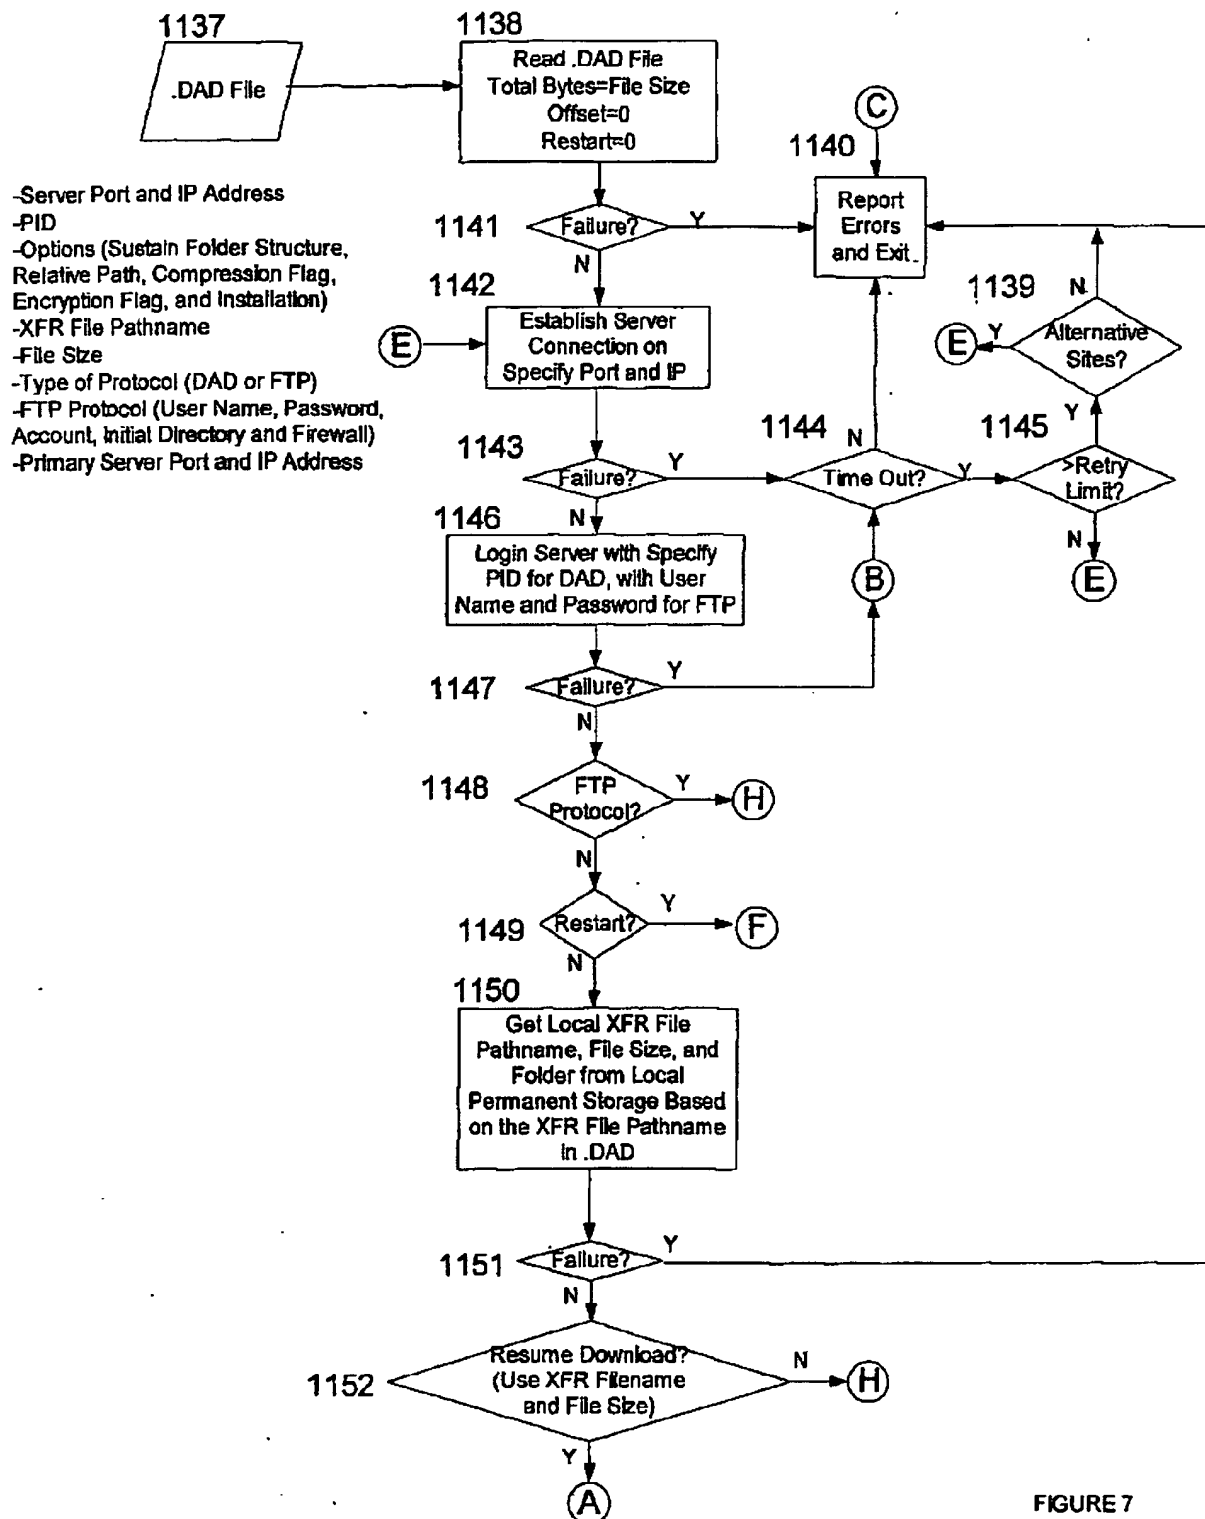 1137
.DAD File
1138
Read .DAD File
Total Bytes=File Size
Offset=0
Restart=0
C
1140
Report
Errors
and Exit
-Server Port and IP Address
-PID
-Options (Sustain Folder Structure,
Relative Path, Compression Flag,
Encryption Flag, and Installation)
-XFR File Pathname
-File Size
-Type of Protocol (DAD or FTP)
-FTP Protocol (User Name, Password,
Account, Initial Directory and Firewall)
-Primary Server Port and IP Address
1141
Failure?
Y
N
1142
E
Establish Server
Connection on
Specify Port and IP
1139
N
Alternative
Sites?
Y
E
1143
Failure?
Y
N
1144
N
Time Out?
Y
1145
Y
>Retry
Limit?
N
E
1146
Login Server with Specify
PID for DAD, with User
Name and Password for FTP
B
1147
Failure?
Y
N
1148
FTP
Protocol?
Y
H
N
1149
Restart?
Y
F
N
1150
Get Local XFR File
Pathname, File Size, and
Folder from Local
Permanent Storage Based
on the XFR File Pathname
in .DAD
1151
Failure?
Y
N
1152
Resume Download?
(Use XFR Filename
and File Size)
N
H
Y
A
FIGURE 7